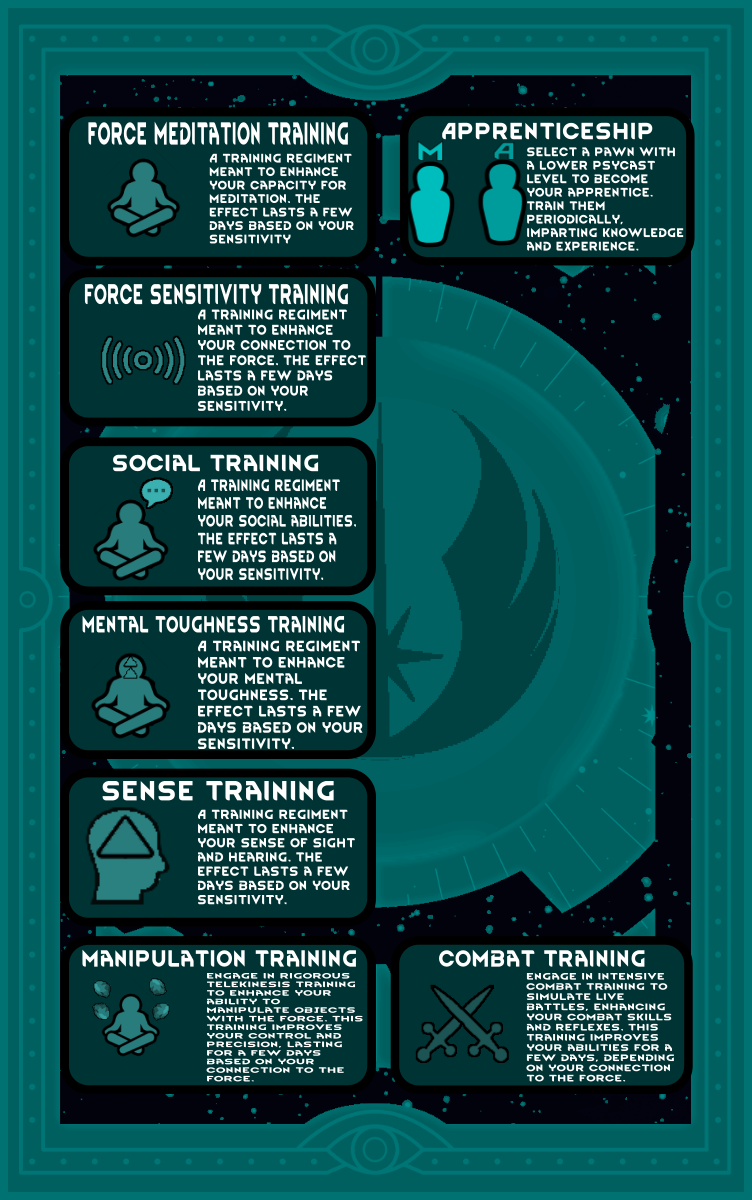 FORCE MEDITATION TRAINING
A TRAINING REGIMENT
MEANT TO ENHANCE
YOUR CAPACITY FOR
MEDITATION. THE
EFFECT LASTS A FEW
DAYS BASED ON YOUR
SENSITIVITY
APPRENTICESHIP
M A
SELECT A PAWN WITH
A LOWER PSYCAST
LEVEL TO BECOME
YOUR APPRENTICE.
TRAIN THEM
PERIODICALLY,
IMPARTING KNOWLEDGE
AND EXPERIENCE.
FORCE SENSITIVITY TRAINING
A TRAINING REGIMENT
MEANT TO ENHANCE
YOUR CONNECTION TO
THE FORCE. THE EFFECT
LASTS A FEW DAYS
BASED ON YOUR
SENSITIVITY.
SOCIAL TRAINING
A TRAINING REGIMENT
MEANT TO ENHANCE
YOUR SOCIAL ABILITIES.
THE EFFECT LASTS A
FEW DAYS BASED ON
YOUR SENSITIVITY.
MENTAL TOUGHNESS TRAINING
A TRAINING REGIMENT
MEANT TO ENHANCE
YOUR MENTAL
TOUGHNESS. THE
EFFECT LASTS A FEW
DAYS BASED ON YOUR
SENSITIVITY.
SENSE TRAINING
A TRAINING REGIMENT
MEANT TO ENHANCE
YOUR SENSE OF SIGHT
AND HEARING. THE
EFFECT LASTS A FEW
DAYS BASED ON YOUR
SENSITIVITY.
MANIPULATION TRAINING
ENGAGE IN RIGOROUS
TELEKINESIS TRAINING
TO ENHANCE YOUR
ABILITY TO
MANIPULATE OBJECTS
WITH THE FORCE. THIS
TRAINING IMPROVES
YOUR CONTROL AND
PRECISION, LASTING
FOR A FEW DAYS
BASED ON YOUR
CONNECTION TO THE
FORCE.
COMBAT TRAINING
ENGAGE IN INTENSIVE
COMBAT TRAINING TO
SIMULATE LIVE
BATTLES, ENHANCING
YOUR COMBAT SKILLS
AND REFLEXES. THIS
TRAINING IMPROVES
YOUR ABILITIES FOR A
FEW DAYS, DEPENDING
ON YOUR CONNECTION
TO THE FORCE.